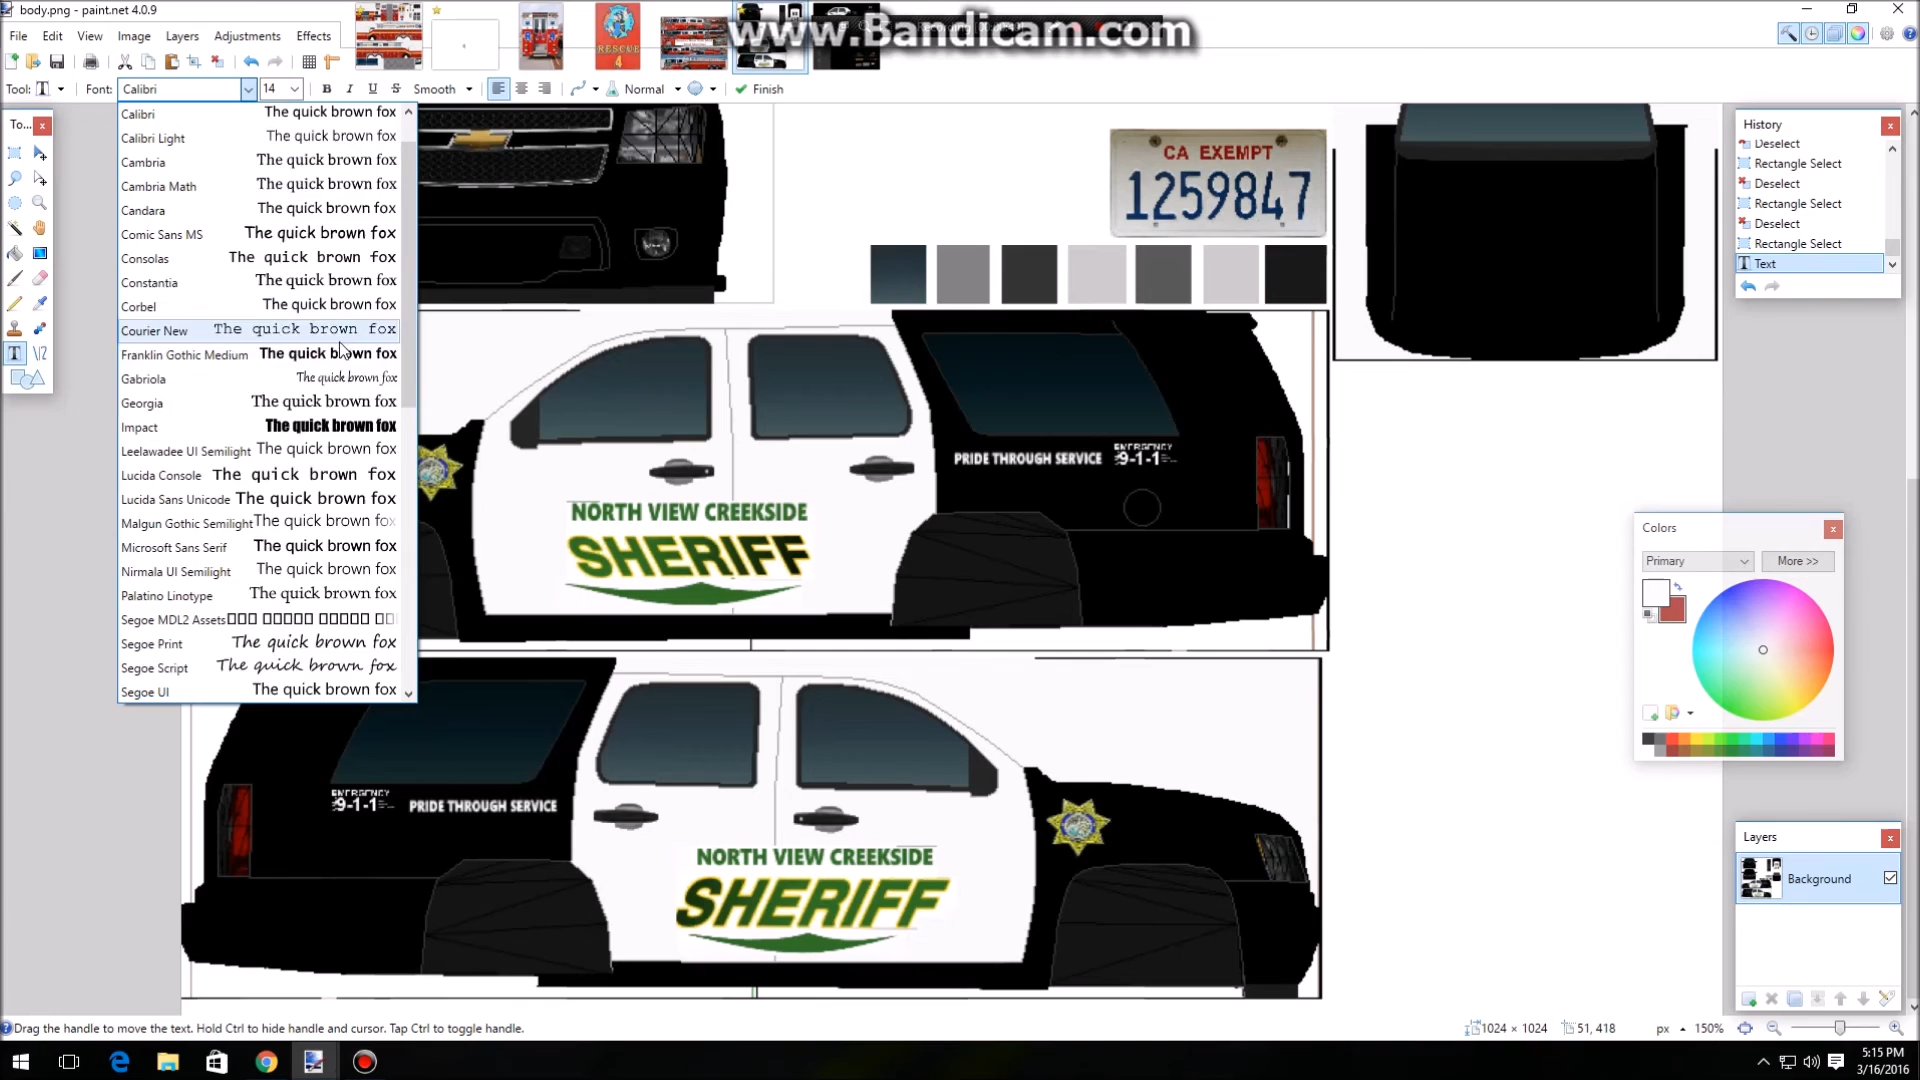 body.png - paint.net 4.0.9
www.Bandicam.com
File Edit View Image Layers Adjustments Effects
RESCUE
4
Tool: Font: Calibri 14 B I U S Smooth Normal Finish
To...
Calibri The quick brown fox
Calibri Light The quick brown fox
Cambria The quick brown fox
Cambria Math The quick brown fox
Candara The quick brown fox
Comic Sans MS The quick brown fox
Consolas The quick brown fox
Constantia The quick brown fox
Corbel The quick brown fox
Courier New The quick brown fox
Franklin Gothic Medium The quick brown fox
Gabriola The quick brown fox
Georgia The quick brown fox
Impact The quick brown fox
Leelawadee UI Semilight The quick brown fox
Lucida Console The quick brown fox
Lucida Sans Unicode The quick brown fox
Malgun Gothic Semilight The quick brown fox
Microsoft Sans Serif The quick brown fox
Nirmala UI Semilight The quick brown fox
Palatino Linotype The quick brown fox
Segoe MDL2 Assets
Segoe Print The quick brown fox
Segoe Script The quick brown fox
Segoe UI The quick brown fox
CA EXEMPT
1259847
PRIDE THROUGH SERVICE
EMERGENCY
9-1-1
NORTH VIEW CREEKSIDE
SHERIFF
EMERGENCY
9-1-1
PRIDE THROUGH SERVICE
NORTH VIEW CREEKSIDE
SHERIFF
History
Deselect
Rectangle Select
Deselect
Rectangle Select
Deselect
Rectangle Select
Text
Colors
Primary More >>
Layers
Background
Drag the handle to move the text. Hold Ctrl to hide handle and cursor. Tap Ctrl to toggle handle.
1024 × 1024 51, 418 px 150%
5:15 PM
3/16/2016